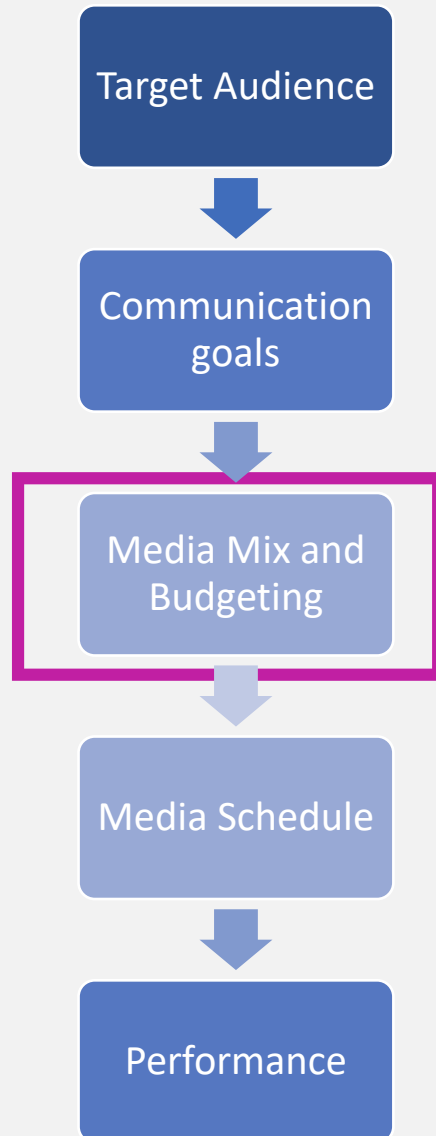 Target Audience
Communication
goals
Media Mix and
Budgeting
Media Schedule
Performance